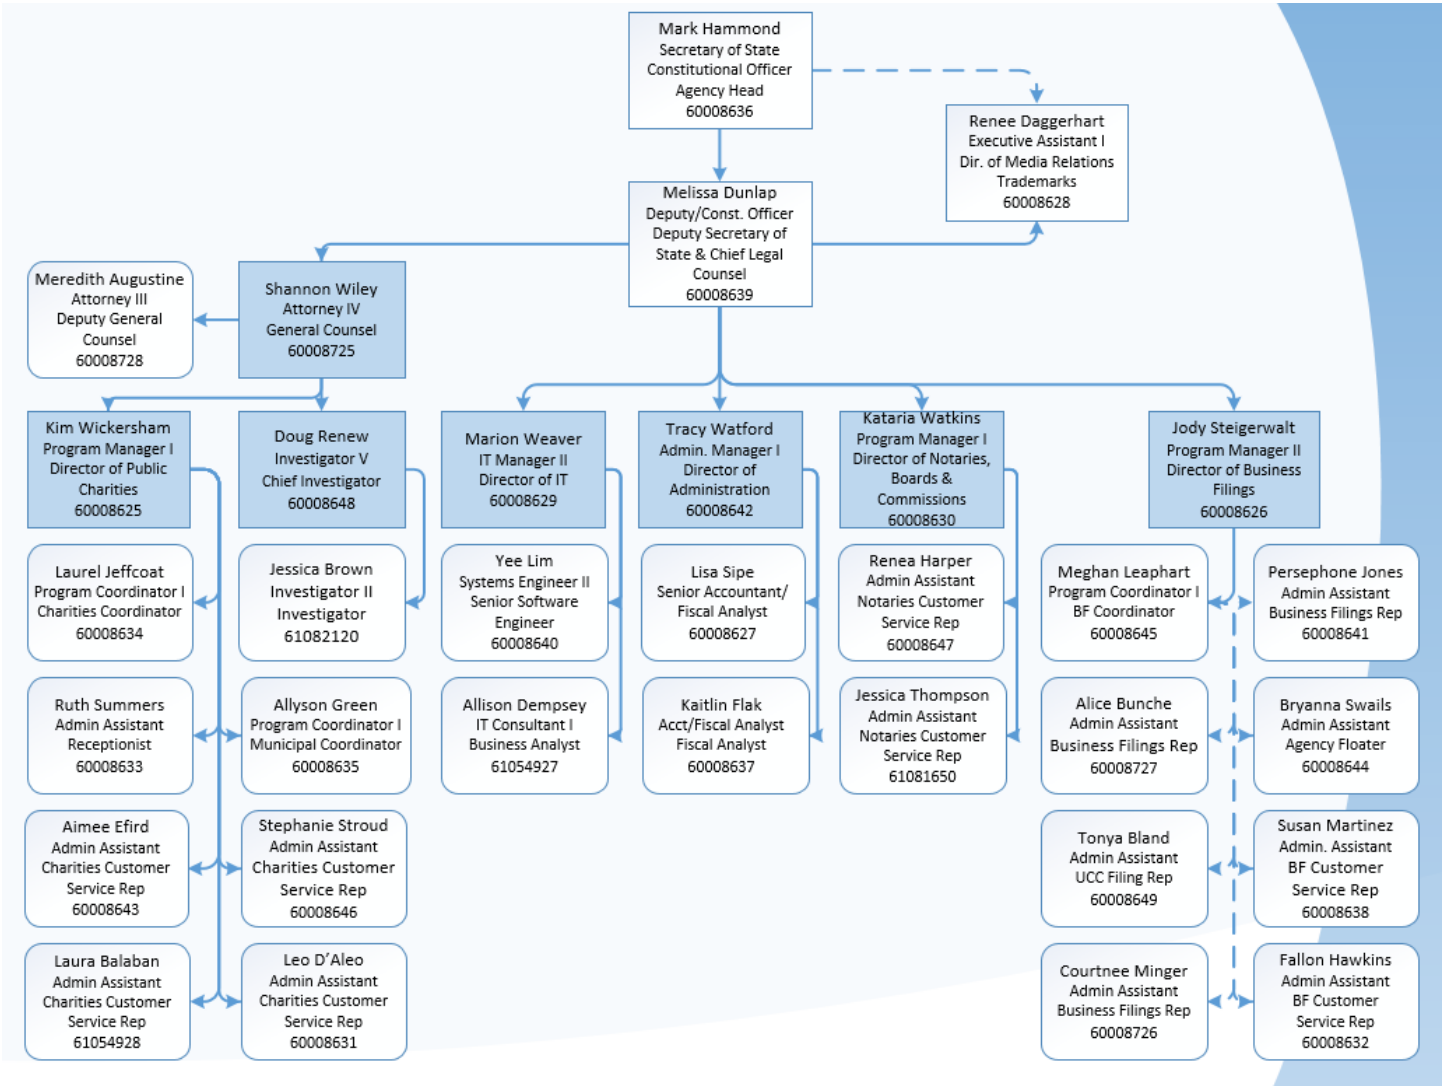 Mark Hammond
Secretary of State
Constitutional Officer
Agency Head
60008636
Renee Daggerhart
Executive Assistant I
Dir. of Media Relations
Trademarks
60008628
Melissa Dunlap
Deputy/Const. Officer
Deputy Secretary of
State & Chief Legal
Counsel
60008639
Meredith Augustine
Attorney III
Deputy General
Counsel
60008728
Shannon Wiley
Attorney IV
General Counsel
60008725
Kim Wickersham
Program Manager I
Director of Public
Charities
60008625
Doug Renew
Investigator V
Chief Investigator
60008648
Marion Weaver
IT Manager II
Director of IT
60008629
Tracy Watford
Admin. Manager I
Director of
Administration
60008642
Kataria Watkins
Program Manager I
Director of Notaries,
Boards &
Commissions
60008630
Jody Steigerwalt
Program Manager II
Director of Business
Filings
60008626
Laurel Jeffcoat
Program Coordinator I
Charities Coordinator
60008634
Jessica Brown
Investigator II
Investigator
61082120
Yee Lim
Systems Engineer II
Senior Software
Engineer
60008640
Lisa Sipe
Senior Accountant/
Fiscal Analyst
60008627
Renea Harper
Admin Assistant
Notaries Customer
Service Rep
60008647
Meghan Leaphart
Program Coordinator I
BF Coordinator
60008645
Persephone Jones
Admin Assistant
Business Filings Rep
60008641
Ruth Summers
Admin Assistant
Receptionist
60008633
Allyson Green
Program Coordinator I
Municipal Coordinator
60008635
Allison Dempsey
IT Consultant I
Business Analyst
61054927
Kaitlin Flak
Acct/Fiscal Analyst
Fiscal Analyst
60008637
Jessica Thompson
Admin Assistant
Notaries Customer
Service Rep
61081650
Alice Bunche
Admin Assistant
Business Filings Rep
60008727
Bryanna Swails
Admin Assistant
Agency Floater
60008644
Aimee Efird
Admin Assistant
Charities Customer
Service Rep
60008643
Stephanie Stroud
Admin Assistant
Charities Customer
Service Rep
60008646
Tonya Bland
Admin Assistant
UCC Filing Rep
60008649
Susan Martinez
Admin. Assistant
BF Customer
Service Rep
60008638
Laura Balaban
Admin Assistant
Charities Customer
Service Rep
61054928
Leo D'Aleo
Admin Assistant
Charities Customer
Service Rep
60008631
Courtnee Minger
Admin Assistant
Business Filings Rep
60008726
Fallon Hawkins
Admin Assistant
BF Customer
Service Rep
60008632